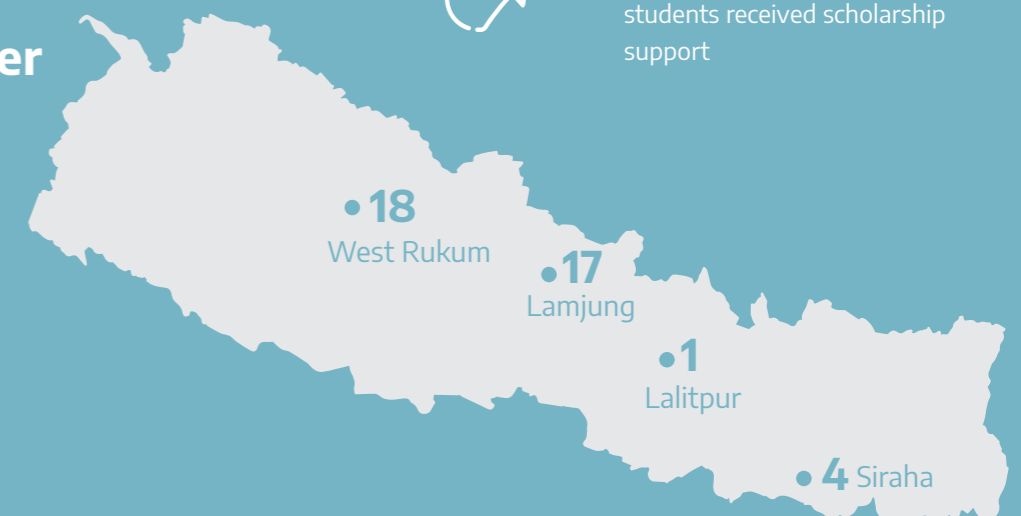 students received scholarship
support
er
18
West Rukum
17
Lamjung
1
Lalitpur
4 Siraha